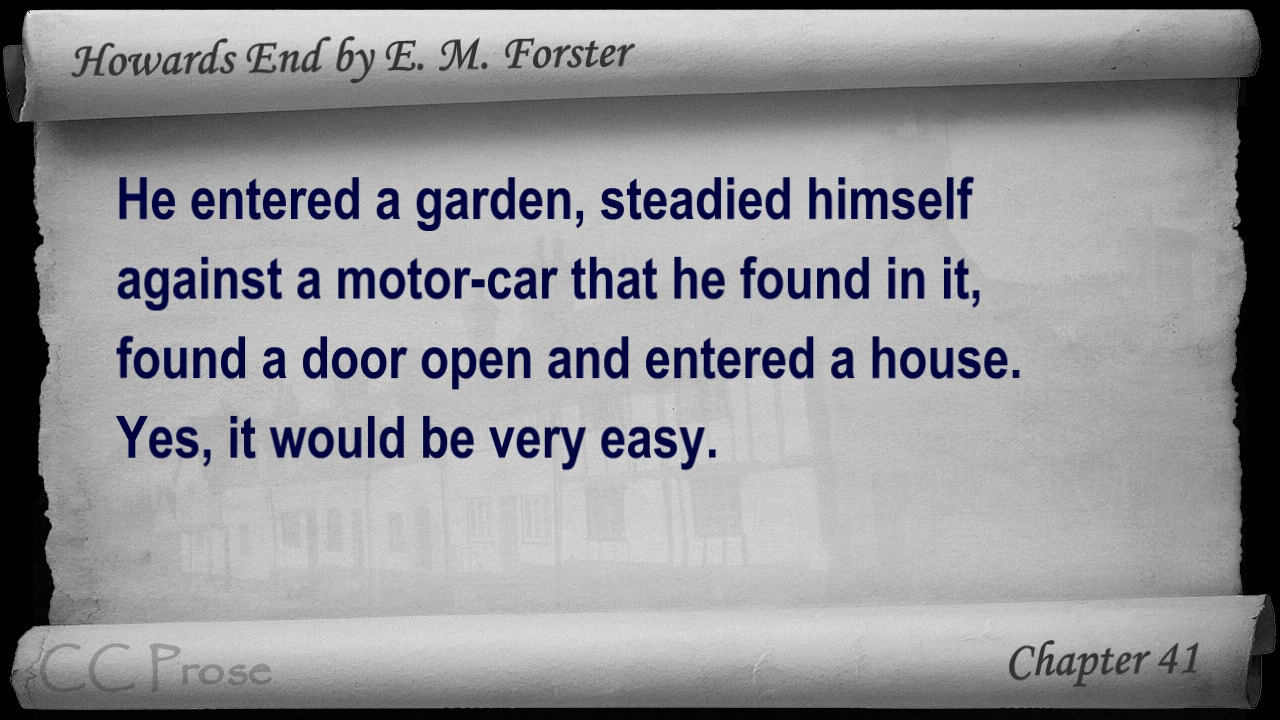 Howards End by E. M. Forster
He entered a garden, steadied himself
against a motor-car that he found in it,
found a door open and entered a house.
Yes, it would be very easy.
CC Prose
Chapter 41